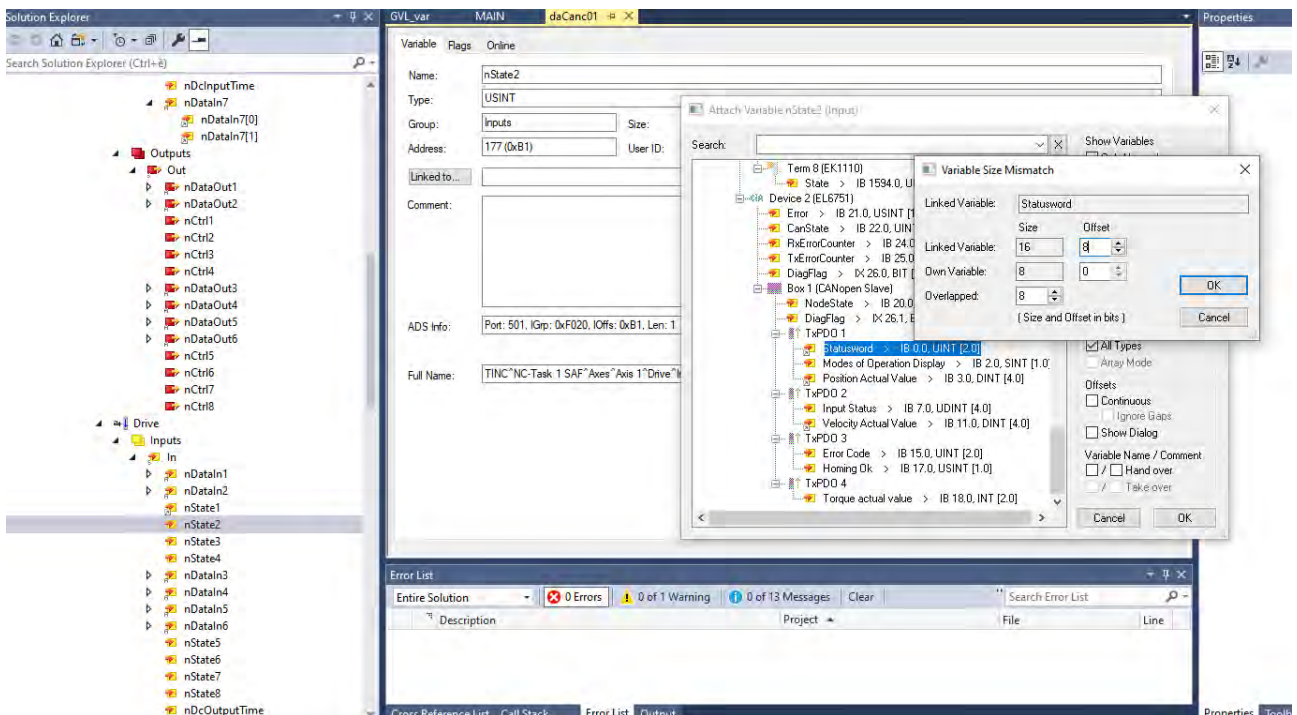 Solution Explorer
Search Solution Explorer (Ctrl+è)
nDcInputTime
nDataIn7
nDataIn7[0]
nDataIn7[1]
Outputs
Out
nDataOut1
nDataOut2
nCtrl1
nCtrl2
nCtrl3
nCtrl4
nDataOut3
nDataOut4
nDataOut5
nDataOut6
nCtrl5
nCtrl6
nCtrl7
nCtrl8
Drive
Inputs
In
nDataIn1
nDataIn2
nState1
nState2
nState3
nState4
nDataIn3
nDataIn4
nDataIn5
nDataIn6
nState5
nState6
nState7
nState8
nDcOutputTime
GVL_var MAIN daCanc01
Variable Flags Online
Name: nState2
Type: USINT
Group: Inputs Size:
Address: 177 (0xB1) User ID:
Linked to...
Comment:
ADS Info: Port: 501, IGrp: 0xF020, IOffs: 0xB1, Len: 1
Full Name: TINC^NC-Task 1 SAF^Axes^Axis 1^Drive^
Attach Variable nState2 (Input)
Search:
Term 8 (EK1110)
State > IB 1594.0, U
Device 2 (EL6751)
Error > IB 21.0, USINT [1
CanState > IB 22.0, UIN
RxErrorCounter > IB 24.0
TxErrorCounter > IB 25.0
DiagFlag > IX 26.0, BIT [
Box 1 (CANopen Slave)
NodeState > IB 20.0
DiagFlag > IX 26.1, B
TxPDO 1
Statusword > IB 0.0, UINT [2.0]
Modes of Operation Display > IB 2.0, SINT [1.0]
Position Actual Value > IB 3.0, DINT [4.0]
TxPDO 2
Input Status > IB 7.0, UDINT [4.0]
Velocity Actual Value > IB 11.0, DINT [4.0]
TxPDO 3
Error Code > IB 15.0, UINT [2.0]
Homing Ok > IB 17.0, USINT [1.0]
TxPDO 4
Torque actual value > IB 18.0, INT [2.0]
Show Variables
All Types
Array Mode
Offsets
Continuous
Ignore Gaps
Show Dialog
Variable Name / Comment
/ Hand over
/ Take over
Cancel OK
Variable Size Mismatch
Linked Variable: Statusword
Size Offset
Linked Variable: 16 8
Own Variable: 8 0
Overlapped: 8
(Size and Offset in bits)
OK
Cancel
Error List
Entire Solution 0 Errors 0 of 1 Warning 0 of 13 Messages Clear Search Error List
Description Project File Line
Cross Reference List Call Stack Error List Output
Properties
Properties